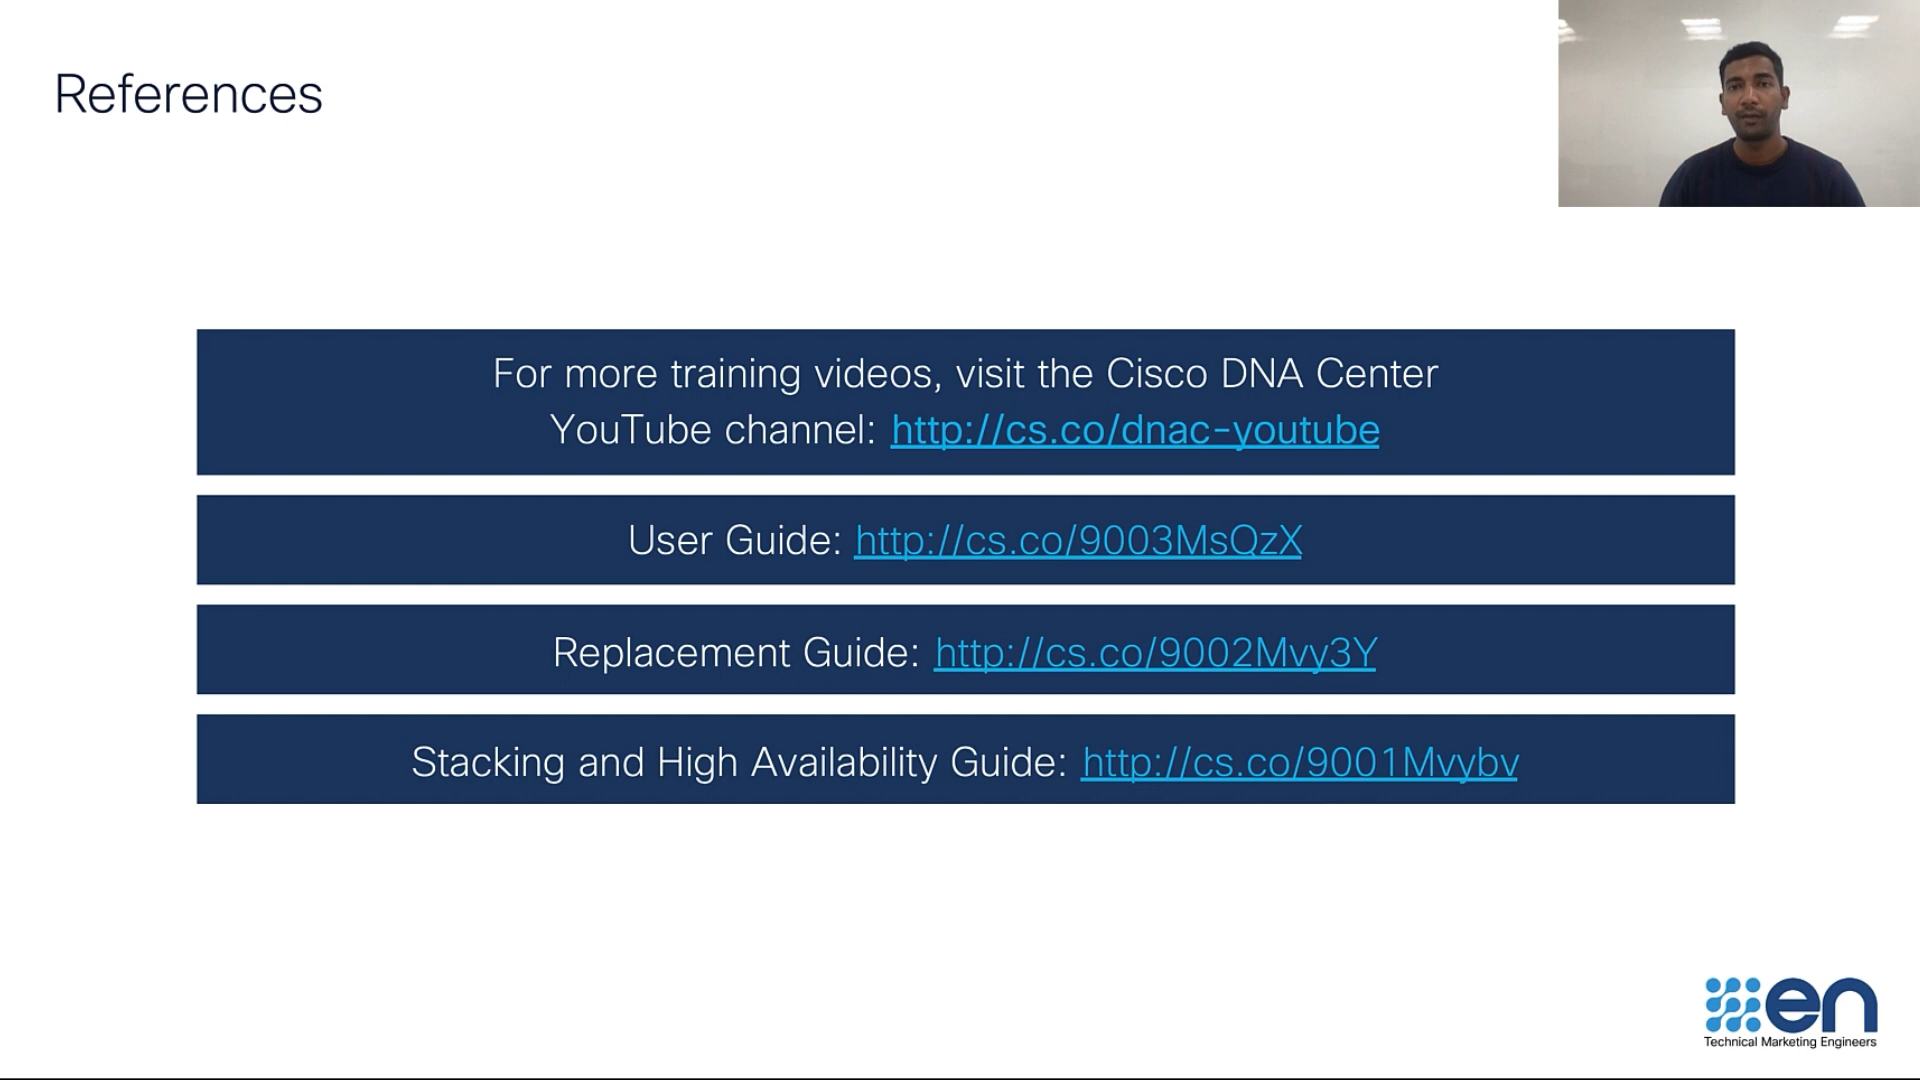 References
For more training videos, visit the Cisco DNA Center
YouTube channel: http://cs.co/dnac-youtube
User Guide: http://cs.co/9003MsQzX
Replacement Guide: http://cs.co/9002Mvy3Y
Stacking and High Availability Guide: http://cs.co/9001Mvybv
en
Technical Marketing Engineers